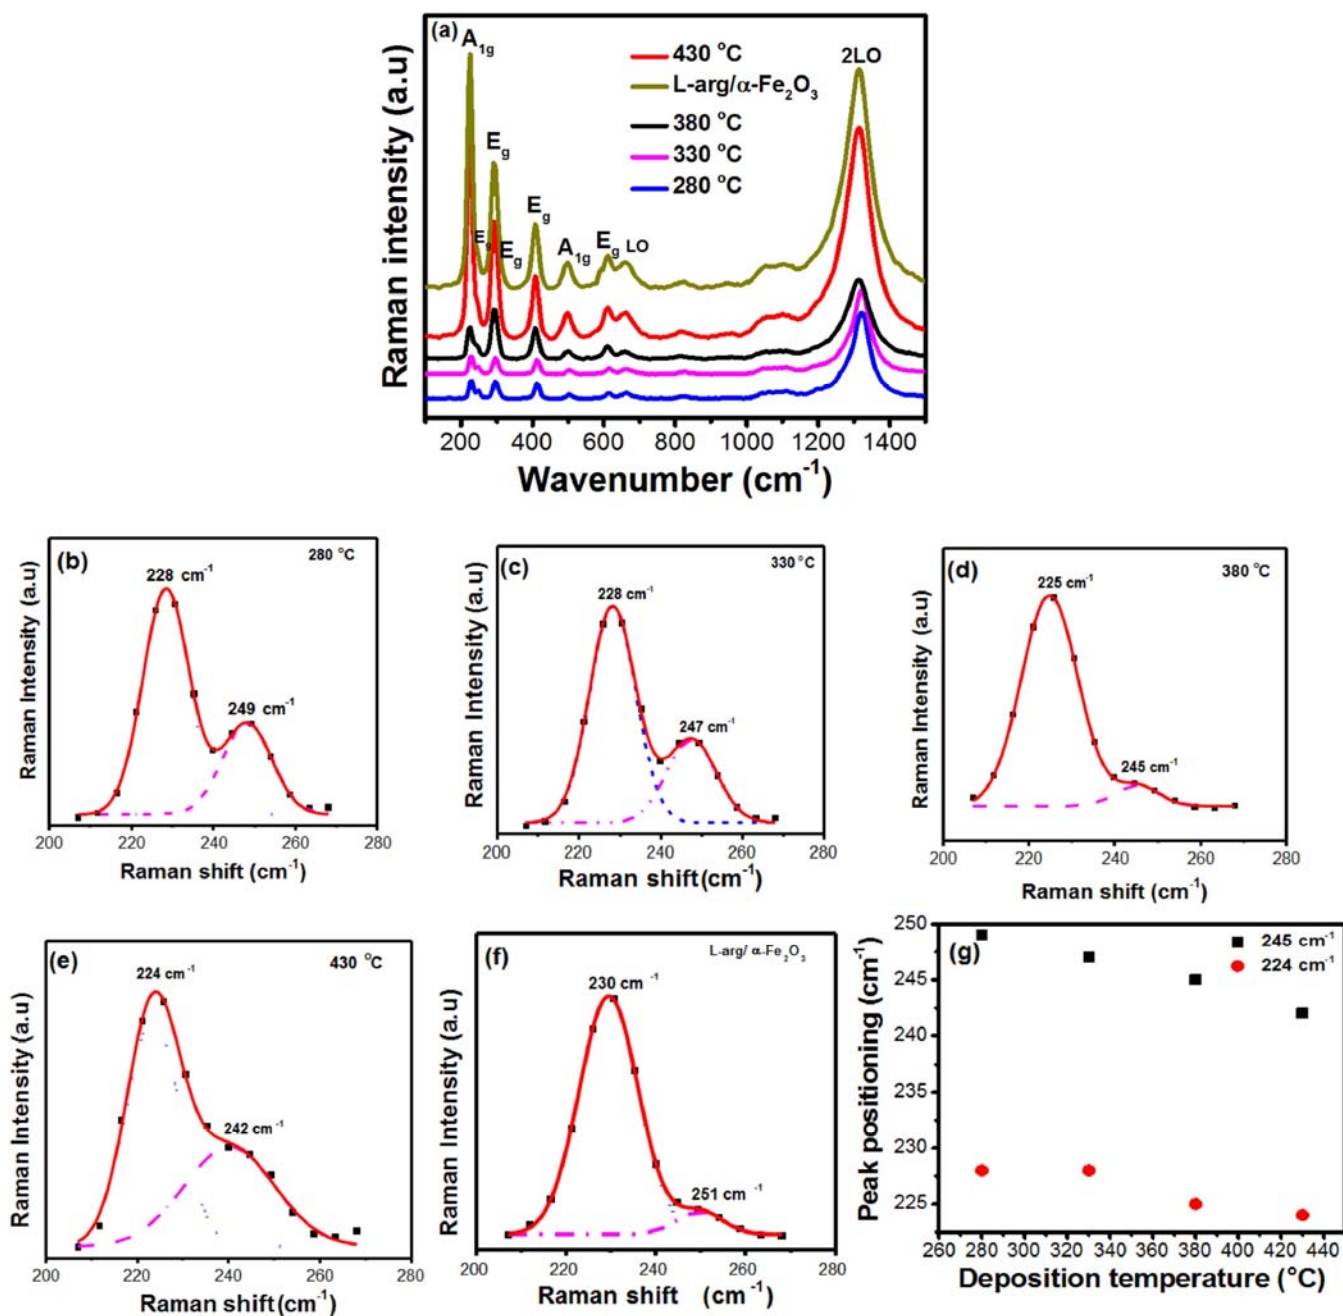 (a)
A1g
Eg
Eg
Eg
Eg
A1g
Eg
LO
2LO
430 °C
L-arg/α-Fe2O3
380 °C
330 °C
280 °C
Raman intensity (a.u)
200 400 600 800 1000 1200 1400
Wavenumber (cm-1)
(b)
280 °C
228 cm-1
249 cm-1
Raman Intensity (a.u)
200 220 240 260 280
Raman shift (cm-1)
(c)
330 °C
228 cm-1
247 cm-1
Raman Intensity (a.u)
200 220 240 260 280
Raman shift(cm-1)
(d)
380 °C
225 cm-1
245 cm-1
Raman Intensity (a.u)
200 220 240 260 280
Raman shift (cm-1)
(e)
430 °C
224 cm-1
242 cm-1
Raman Intensity (a.u)
200 220 240 260 280
Raman shift(cm-1)
(f)
L-arg/ α-Fe2O3
230 cm-1
251 cm-1
Raman Intensity (a.u)
200 220 240 260 280
Raman shift (cm-1)
(g)
245 cm-1
224 cm-1
Peak positioning (cm-1)
250
245
240
235
230
225
260 280 300 320 340 360 380 400 420 440
Deposition temperature (°C)